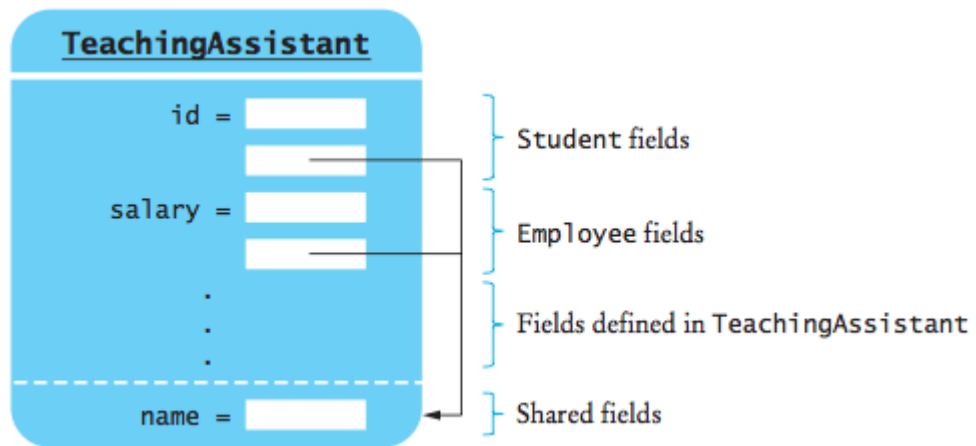 TeachingAssistant
id =
Student fields
salary =
Employee fields
.
.
.
Fields defined in TeachingAssistant
name =
Shared fields